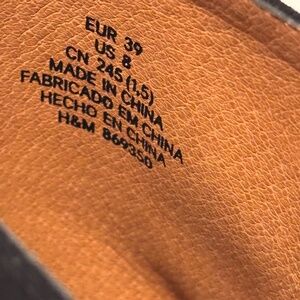 EUR 39
US 8
CN 245 (1,5)
MADE IN CHINA
FABRICADO EM CHINA
HECHO EN CHINA
H&M 869350